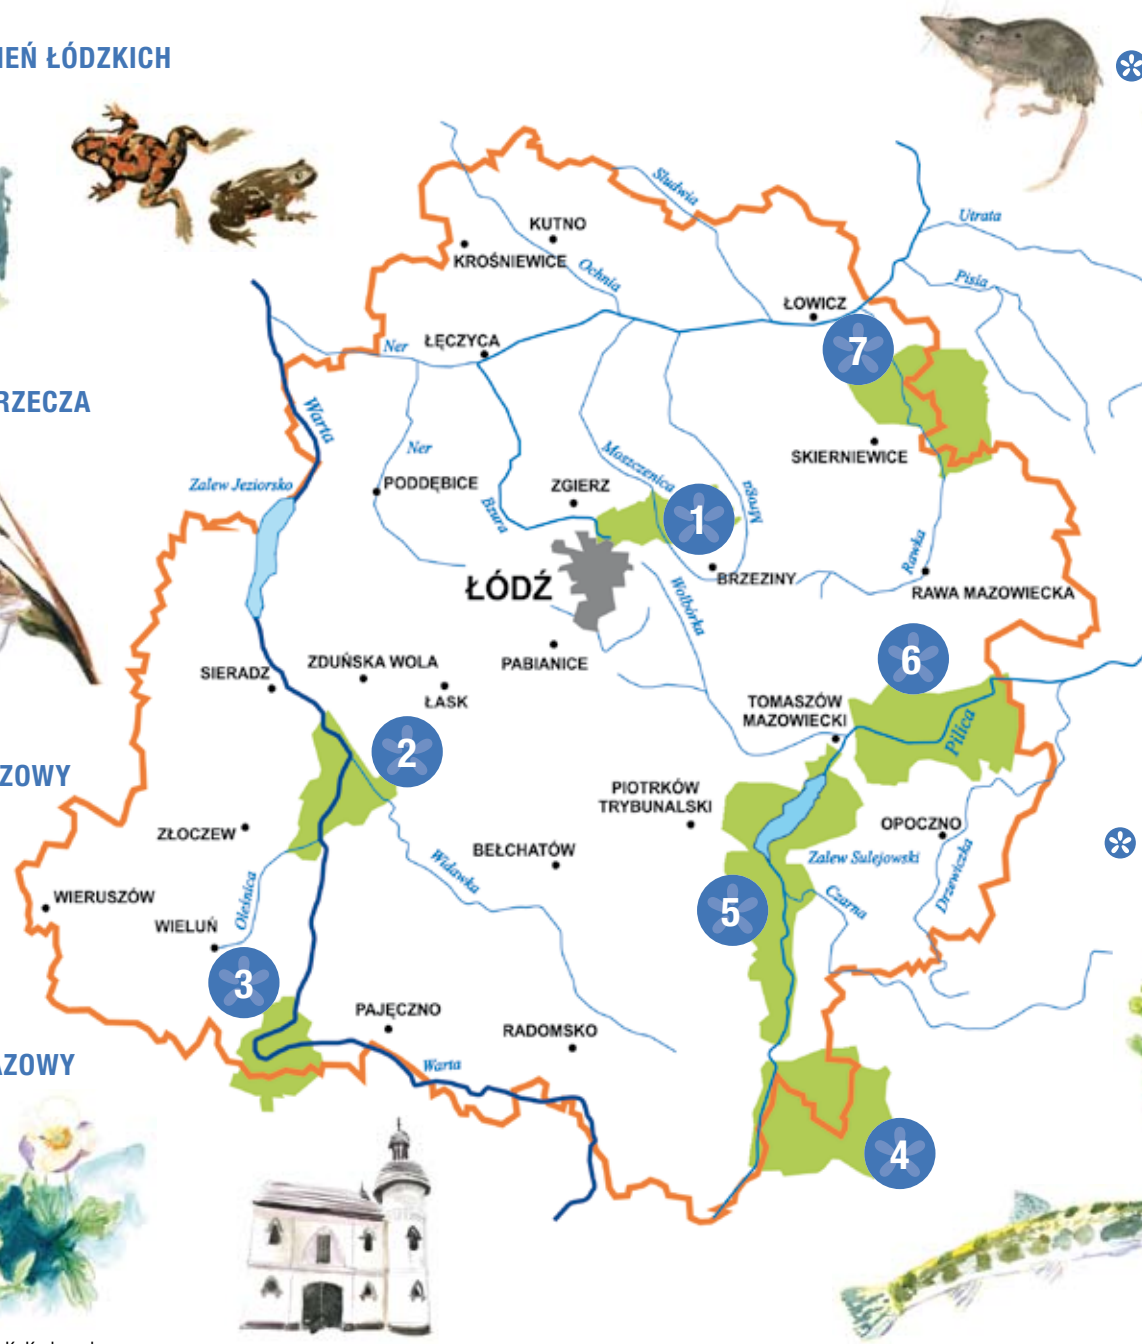 IEŃ ŁÓDZKICH
RZECZA
ZOWY
AZOWY
Słudwia
Utrata
KUTNO
KROŚNIEWICE
Ochnia
Pisia
ŁOWICZ
Ner
ŁĘCZYCA
7
Warta
Ner
Moszczenica
SKIERNIEWICE
Zalew Jeziorsko
PODDĘBICE
ZGIERZ
Bzura
1
Mroga
ŁÓDŹ
BRZEZINY
Rawka
RAWA MAZOWIECKA
Wolbórka
PABIANICE
6
SIERADZ
ZDUŃSKA WOLA
ŁASK
TOMASZÓW
MAZOWIECKI
Pilica
2
PIOTRKÓW
TRYBUNALSKI
ZŁOCZEW
OPOCZNO
BEŁCHATÓW
Zalew Sulejowski
Widawka
Drzewiczka
WIERUSZÓW
Oleśnica
5
Czarna
WIELUŃ
3
PAJĘCZNO
RADOMSKO
Warta
4